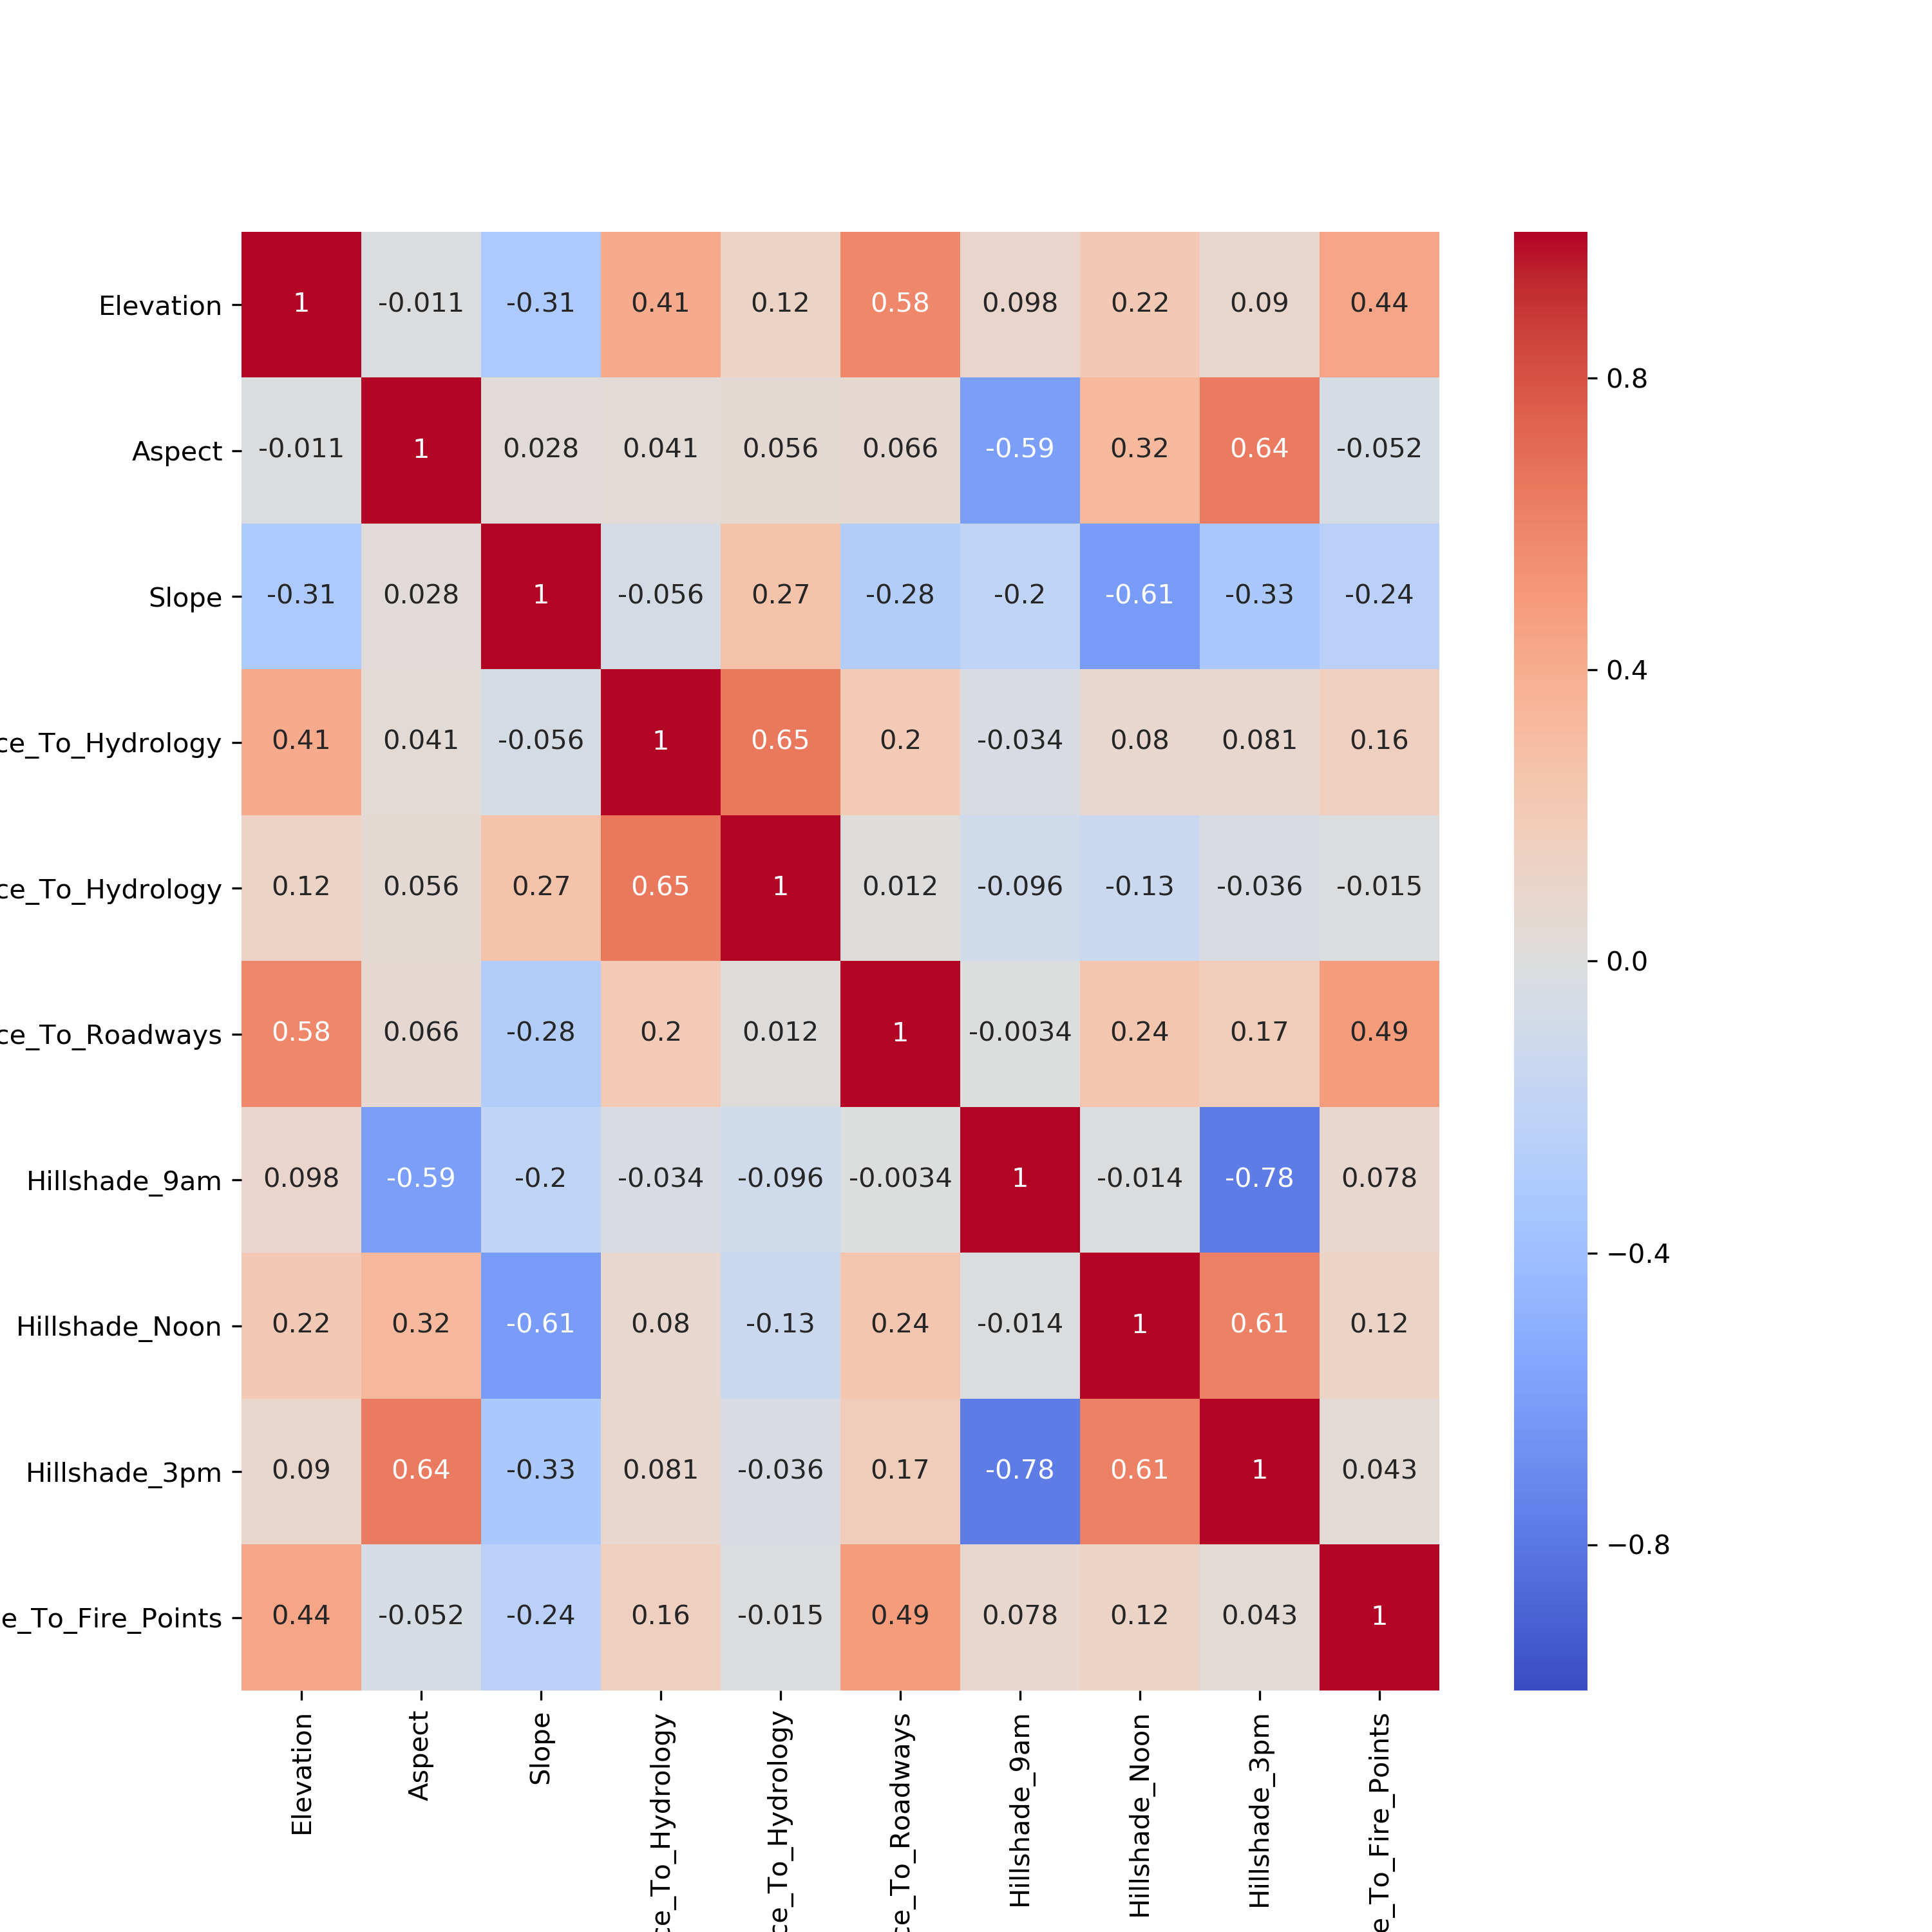 Elevation 1 -0.011 -0.31 0.41 0.12 0.58 0.098 0.22 0.09 0.44
0.8
Aspect -0.011 1 0.028 0.041 0.056 0.066 -0.59 0.32 0.64 -0.052
Slope -0.31 0.028 1 -0.056 0.27 -0.28 -0.2 -0.61 -0.33 -0.24
0.4
ce_To_Hydrology 0.41 0.041 -0.056 1 0.65 0.2 -0.034 0.08 0.081 0.16
ce_To_Hydrology 0.12 0.056 0.27 0.65 1 0.012 -0.096 -0.13 -0.036 -0.015
0.0
ce_To_Roadways 0.58 0.066 -0.28 0.2 0.012 1 -0.0034 0.24 0.17 0.49
Hillshade_9am 0.098 -0.59 -0.2 -0.034 -0.096 -0.0034 1 -0.014 -0.78 0.078
−0.4
Hillshade_Noon 0.22 0.32 -0.61 0.08 -0.13 0.24 -0.014 1 0.61 0.12
Hillshade_3pm 0.09 0.64 -0.33 0.081 -0.036 0.17 -0.78 0.61 1 0.043
−0.8
e_To_Fire_Points 0.44 -0.052 -0.24 0.16 -0.015 0.49 0.078 0.12 0.043 1
Elevation
Aspect
Slope
ce_To_Hydrology
ce_To_Hydrology
ce_To_Roadways
Hillshade_9am
Hillshade_Noon
Hillshade_3pm
e_To_Fire_Points